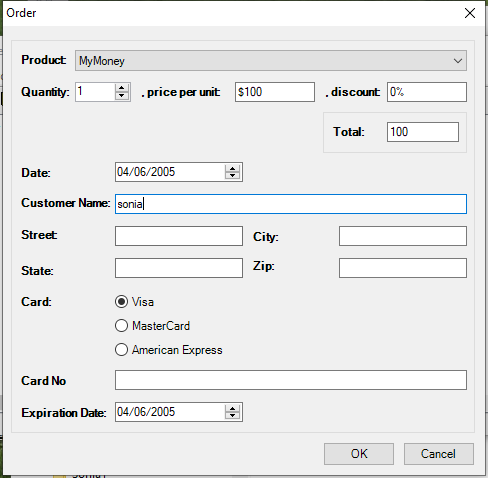 Order
Product: MyMoney
Quantity: 1 , price per unit: $100 , discount: 0%
Total: 100
Date: 04/06/2005
Customer Name: sonia
Street: City:
State: Zip:
Card: Visa
MasterCard
American Express
Card No
Expiration Date: 04/06/2005
OK Cancel